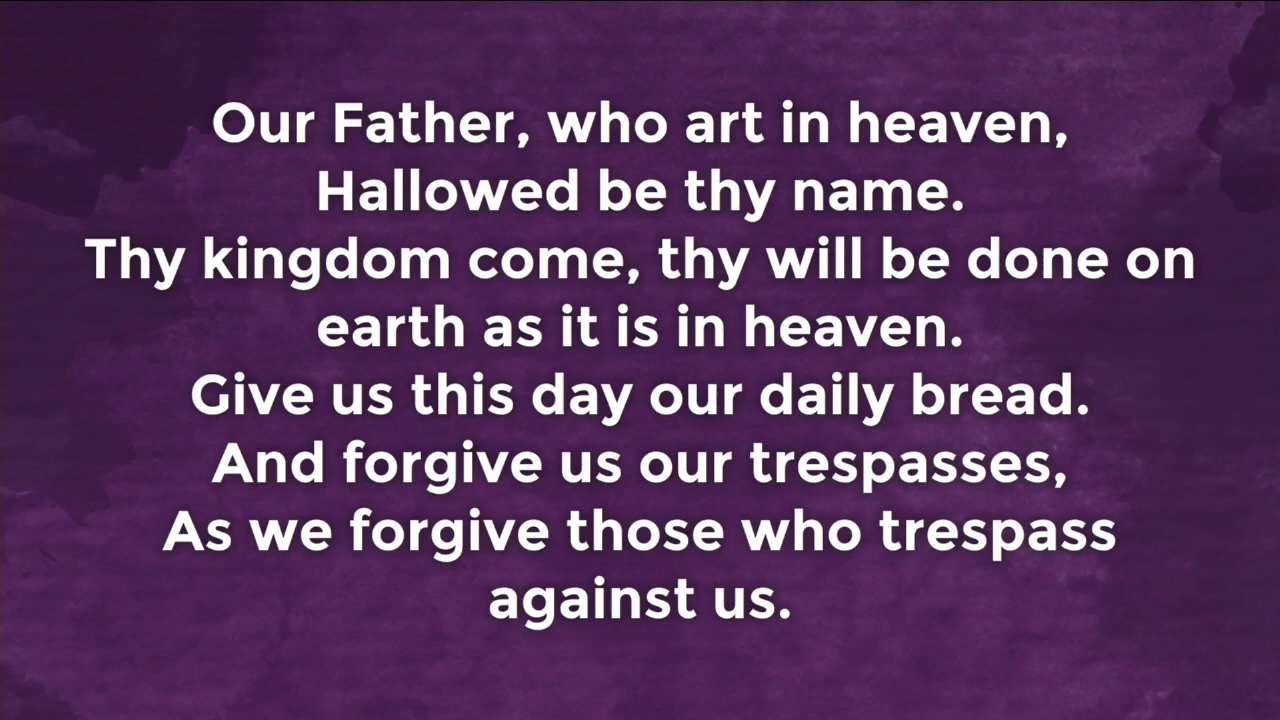 Our Father, who art in heaven,
Hallowed be thy name.
Thy kingdom come, thy will be done on
earth as it is in heaven.
Give us this day our daily bread.
And forgive us our trespasses,
As we forgive those who trespass
against us.